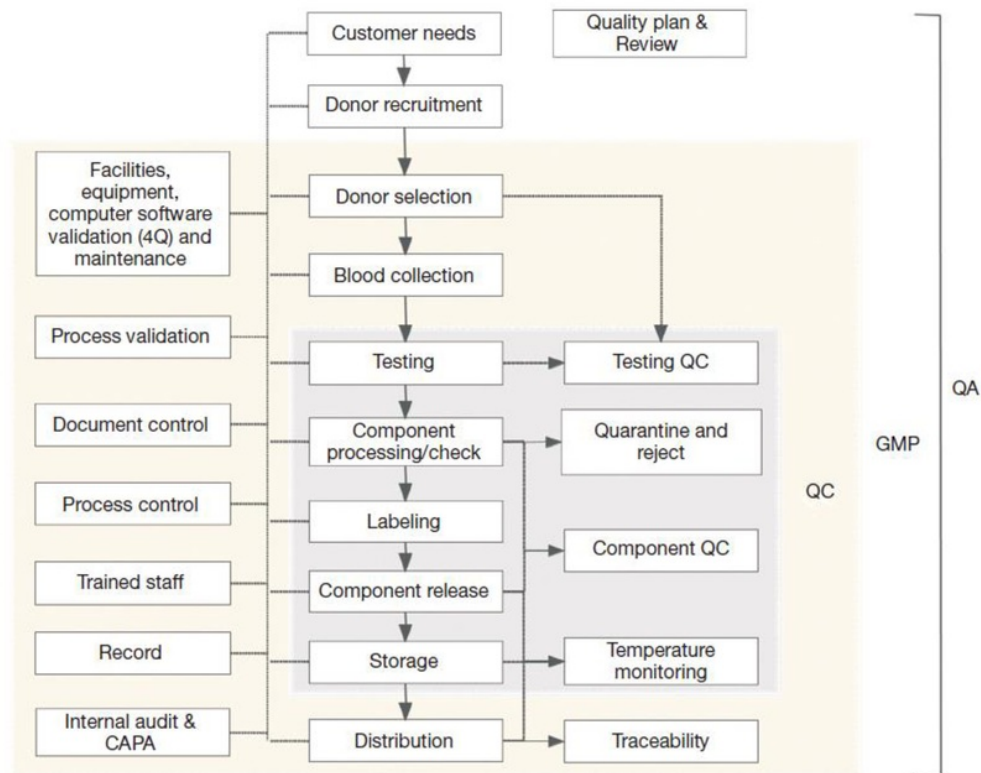 Customer needs
Quality plan &
Review
Donor recruitment
Facilities,
equipment,
computer software
validation (4Q) and
maintenance
Donor selection
Blood collection
Process validation
Testing
Testing QC
QA
Document control
Component
processing/check
Quarantine and
reject
GMP
Process control
Labeling
QC
Component QC
Trained staff
Component release
Record
Storage
Temperature
monitoring
Internal audit &
CAPA
Distribution
Traceability